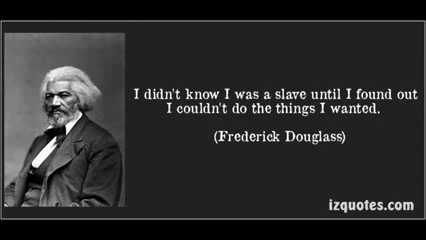 I didn't know I was a slave until I found out
I couldn't do the things I wanted.
(Frederick Douglass)
izquotes.com